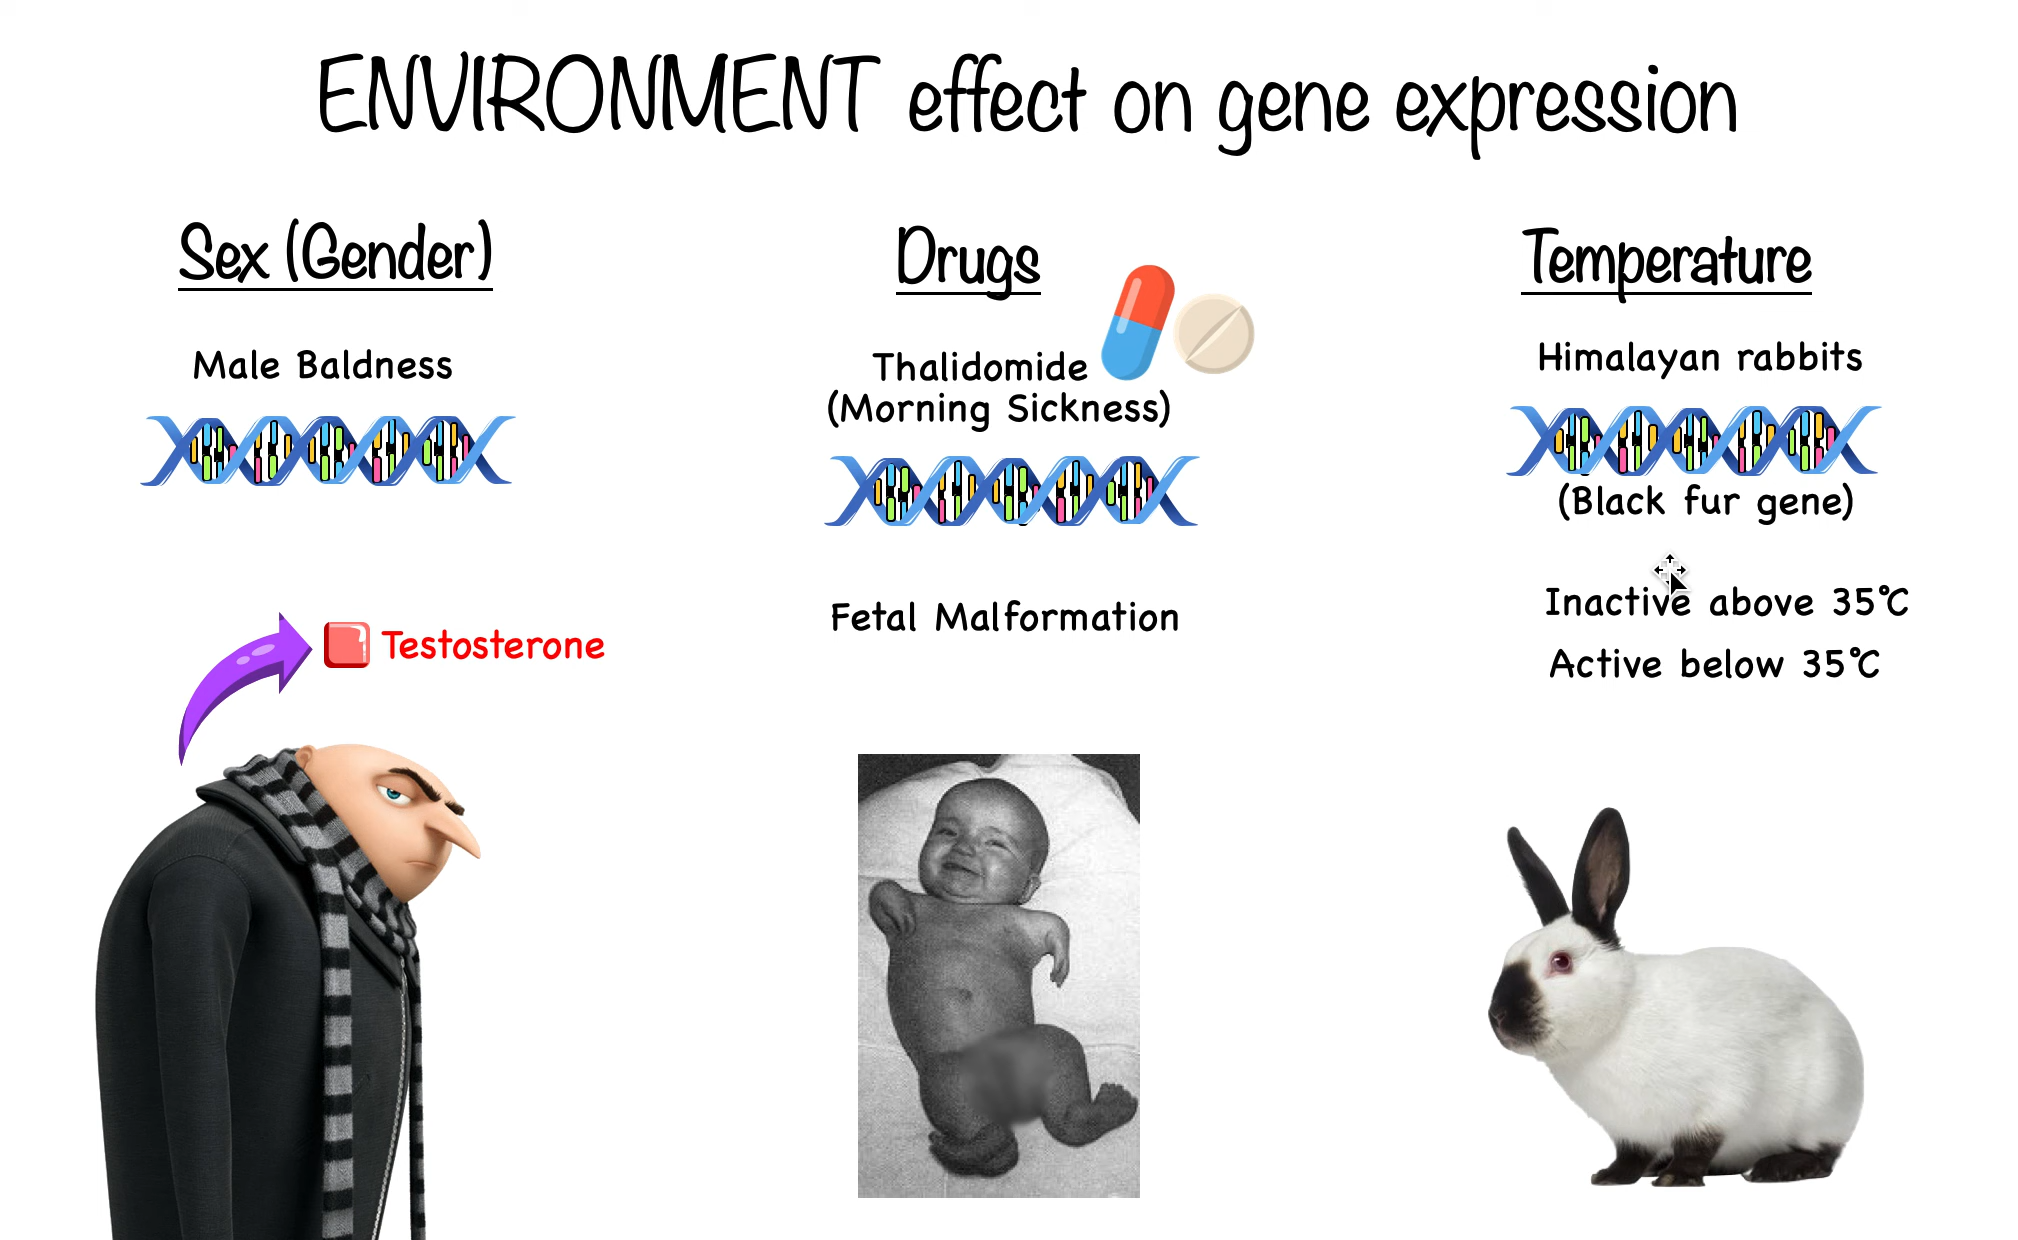 ENVIRONMENT effect on gene expression
Sex (Gender)
Male Baldness
Testosterone
Drugs
Thalidomide
(Morning Sickness)
Fetal Malformation
Temperature
Himalayan rabbits
(Black fur gene)
Inactive above 35℃
Active below 35℃